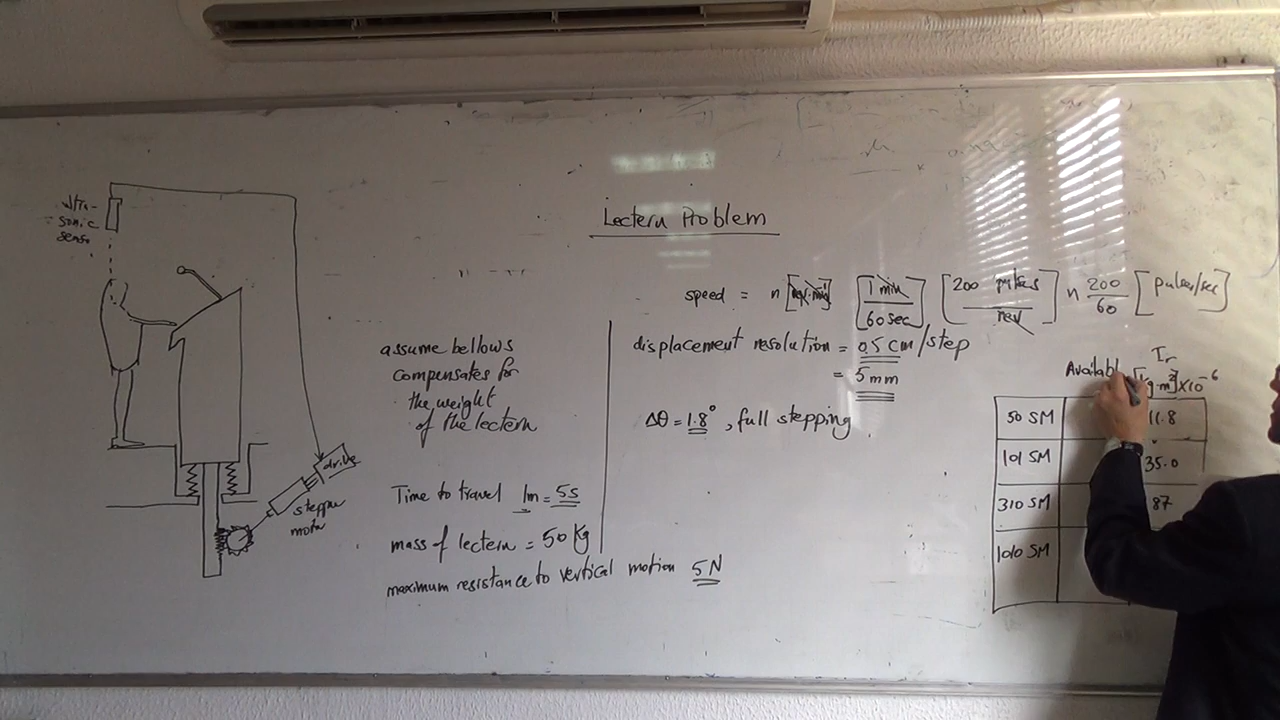 Lectern Problem
ultra-
sonic
sensor
drive
stepper
motor
assume bellows
compensates for
the weight
of the lectern
Time to travel 1m = 5s
mass of lectern = 50 Kg
maximum resistance to vertical motion 5N
speed = n [rev/min] [1 min / 60 sec] [200 pulses / rev] n 200/60 [pulses/sec]
displacement resolution = 0.5 cm/step
= 5mm
Δθ = 1.8°, full stepping
Available Ir
[kg·m²] x10⁻⁶
50 SM 11.8
101 SM 35.0
310 SM 87
1010 SM